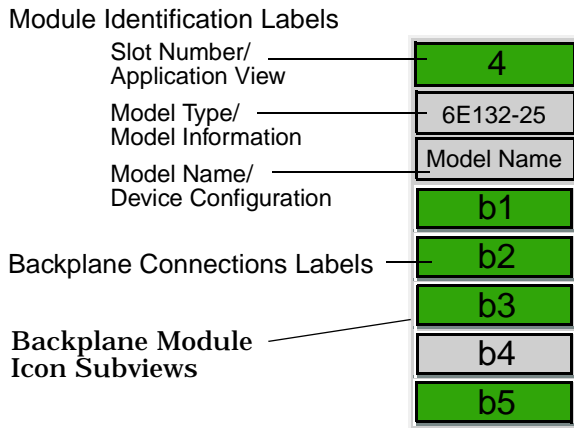 Module Identification Labels
Slot Number/
Application View
4
Model Type/
Model Information
6E132-25
Model Name/
Device Configuration
Model Name
b1
Backplane Connections Labels
b2
b3
Backplane Module
Icon Subviews
b4
b5